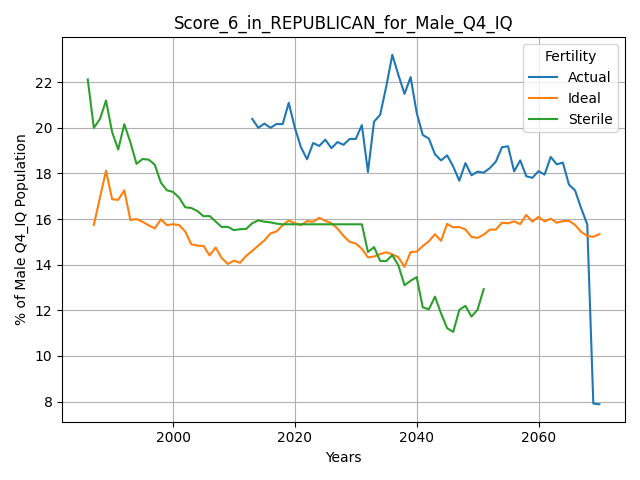 Score_6_in_REPUBLICAN_for_Male_Q4_IQ
Fertility
Actual
Ideal
Sterile
% of Male Q4_IQ Population
22
20
18
16
14
12
10
8
2000 2020 2040 2060
Years